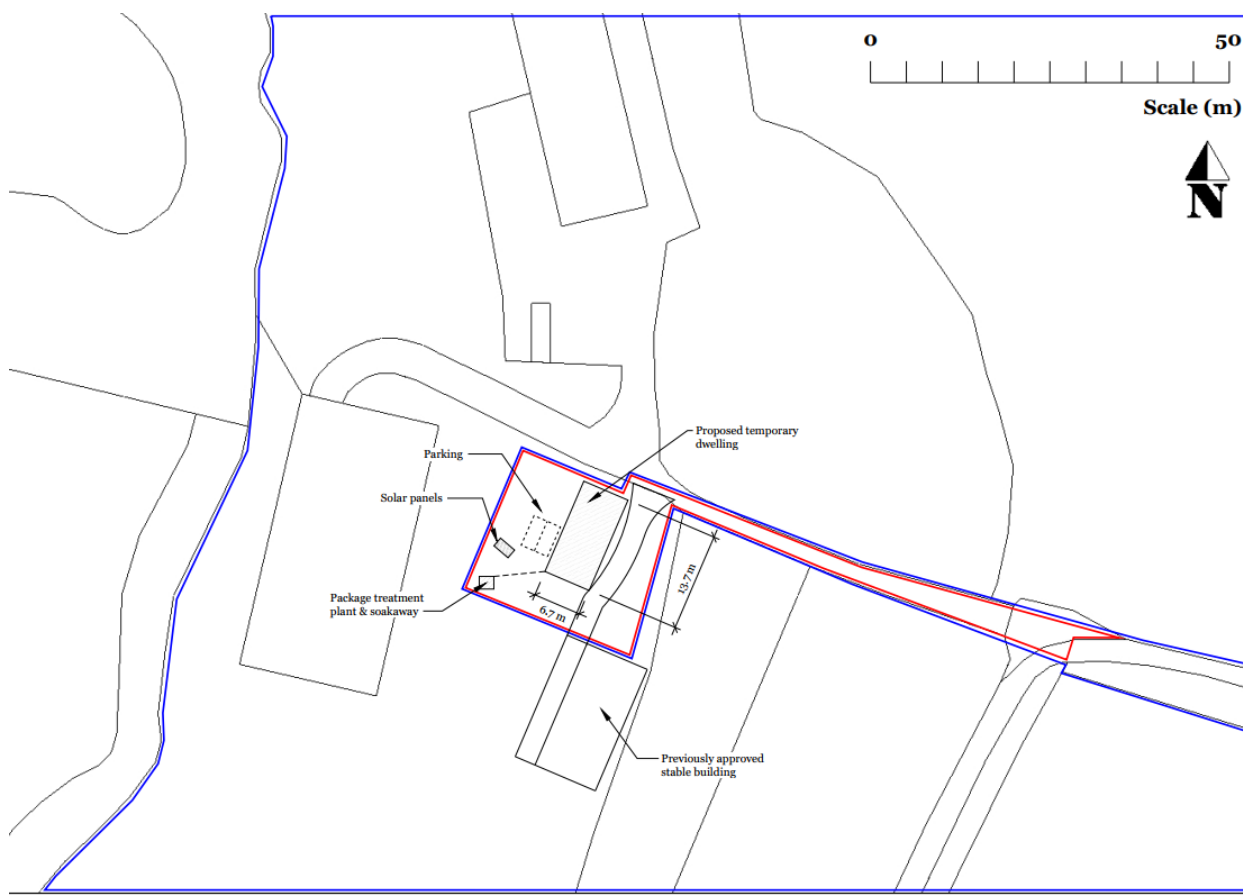 0 50
Scale (m)
N
Proposed temporary
dwelling
Parking
Solar panels
Package treatment
plant & soakaway
6.7 m
13.7 m
Previously approved
stable building